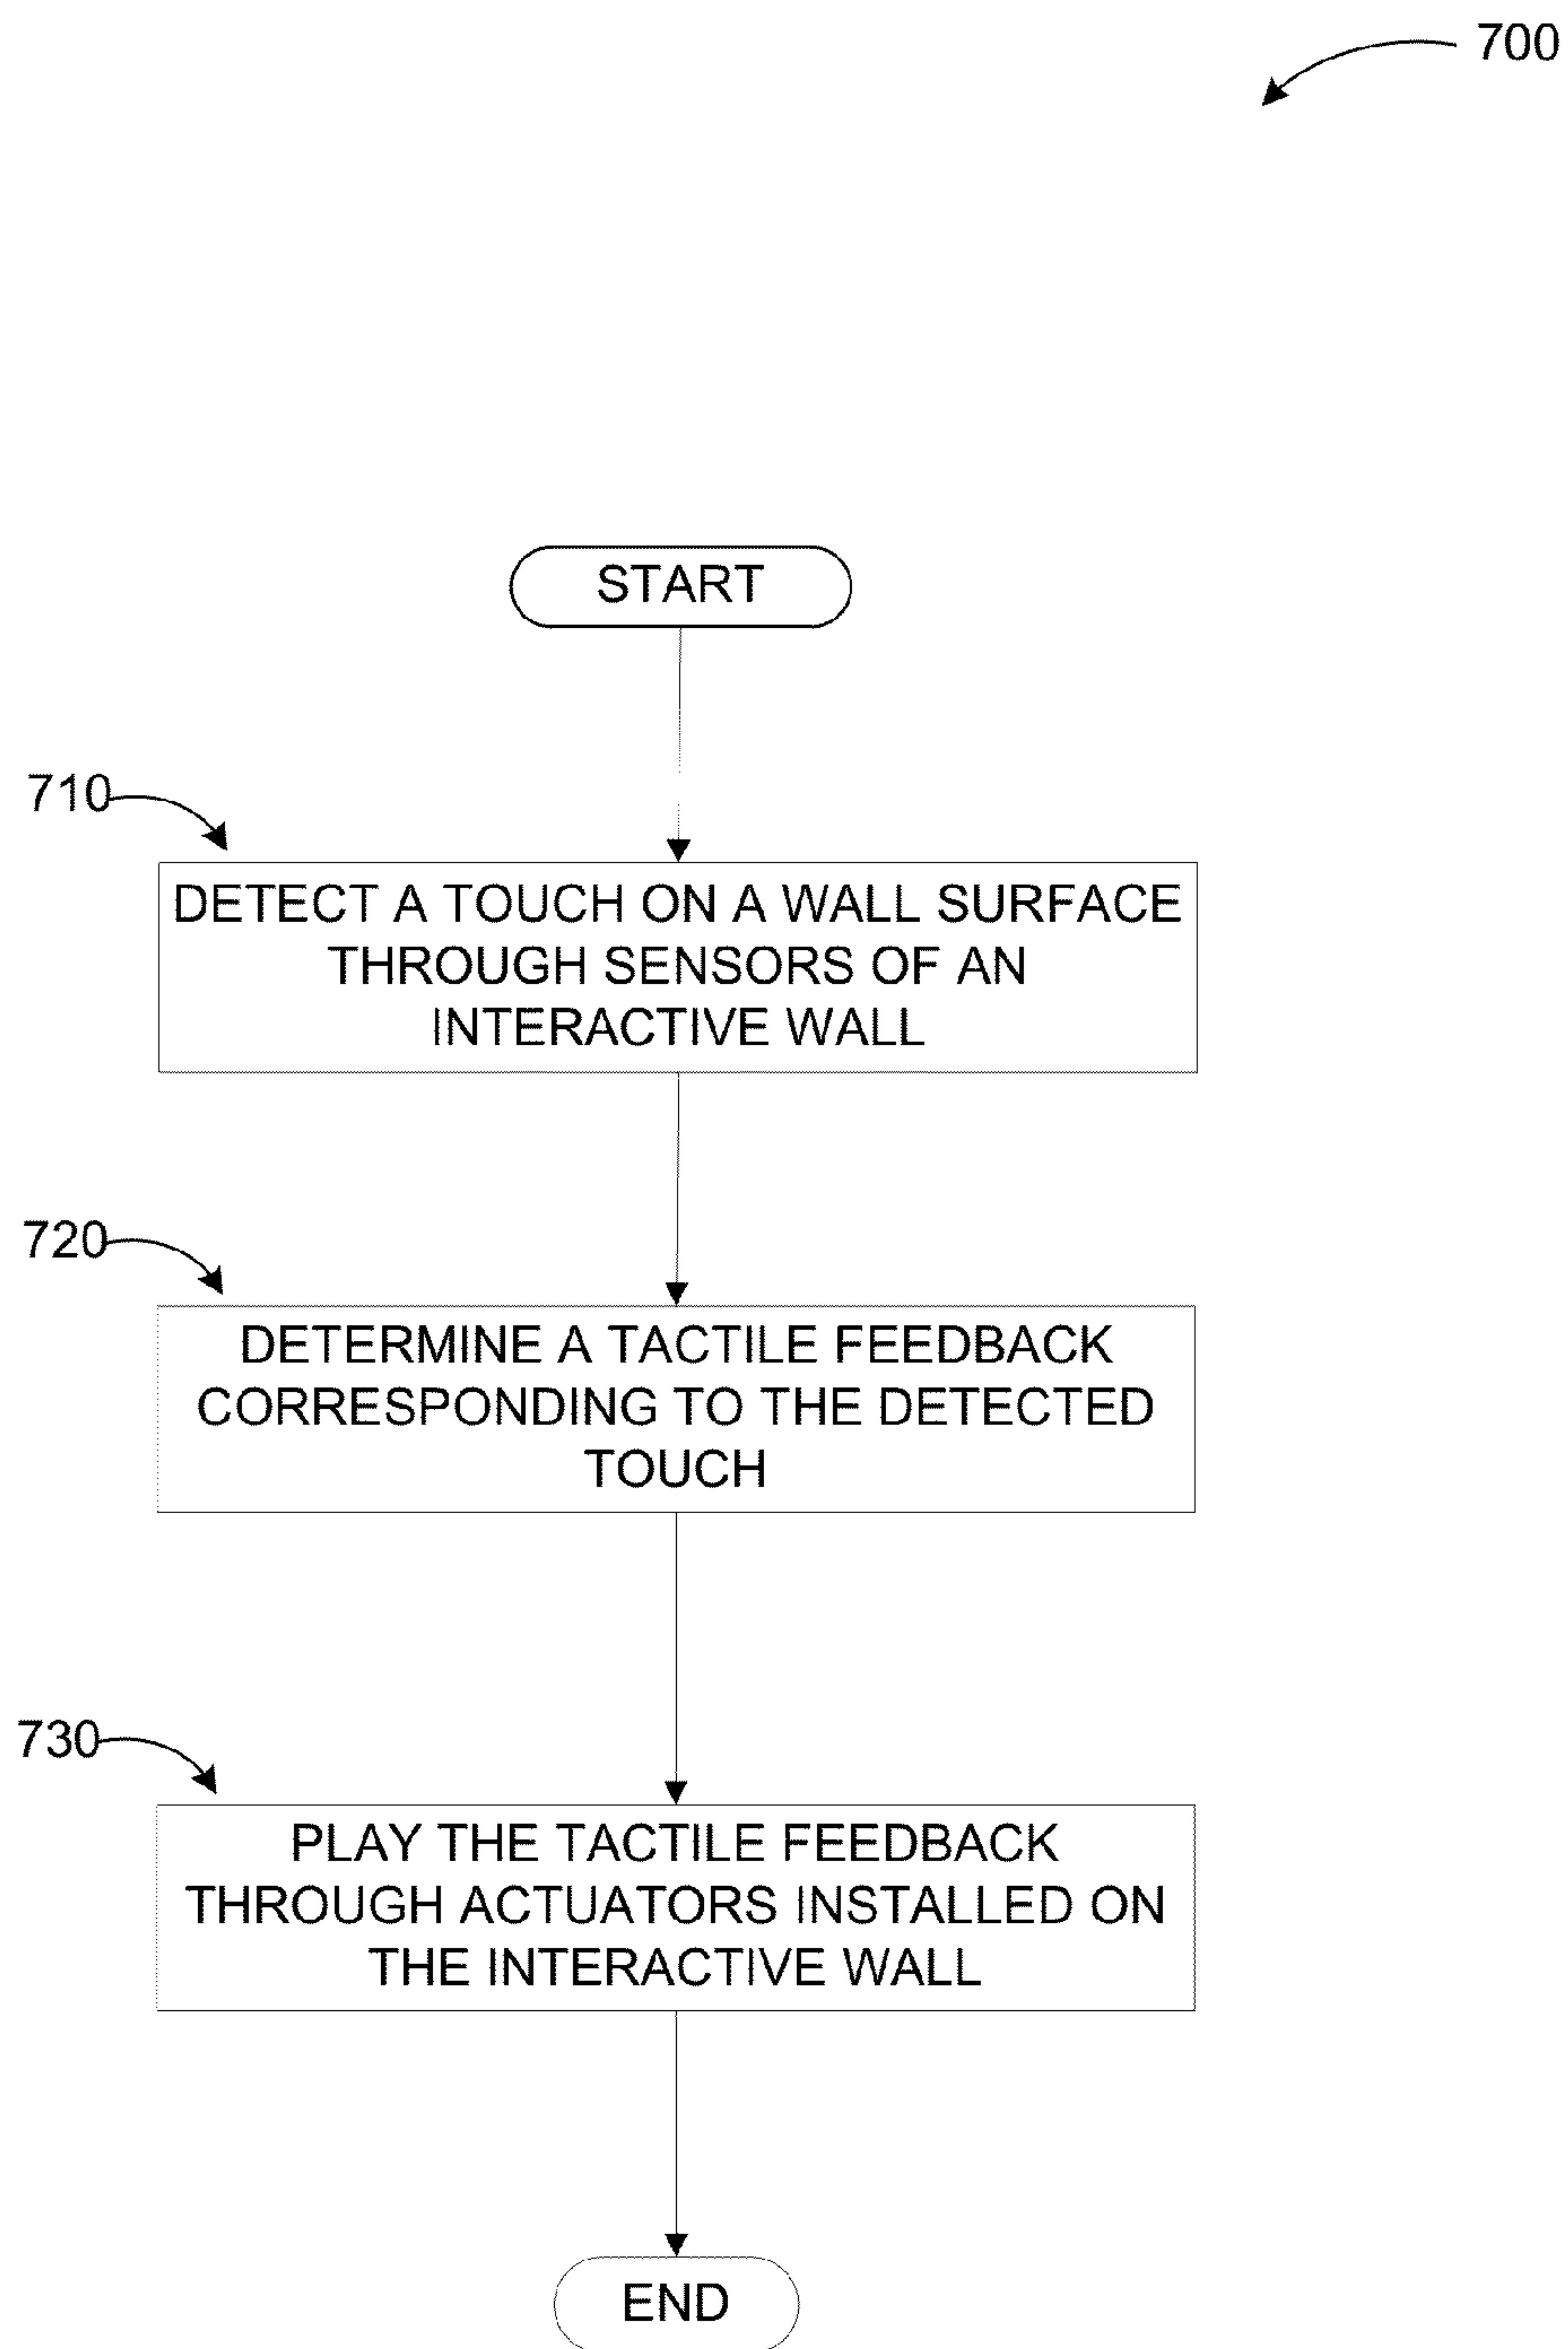 700
START
710
DETECT A TOUCH ON A WALL SURFACE
THROUGH SENSORS OF AN
INTERACTIVE WALL
720
DETERMINE A TACTILE FEEDBACK
CORRESPONDING TO THE DETECTED
TOUCH
730
PLAY THE TACTILE FEEDBACK
THROUGH ACTUATORS INSTALLED ON
THE INTERACTIVE WALL
END